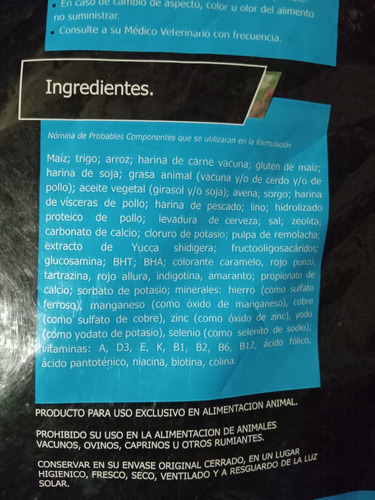 • En caso de cambio de aspecto, color u olor del alimento
no suministrar.
• Consulte a su Médico Veterinario con frecuencia.
Ingredientes.
Nómina de Probables Componentes que se utilizaran en la formulación
Maíz; trigo; arroz; harina de carne vacuna; gluten de maíz;
harina de soja; grasa animal (vacuna y/o de cerdo y/o de
pollo); aceite vegetal (girasol y/o soja); avena; sorgo; harina
de vísceras de pollo; harina de pescado; lino; hidrolizado
proteico de pollo; levadura de cerveza; sal; zeolita;
carbonato de calcio; cloruro de potasio; pulpa de remolacha;
extracto de Yucca shidigera; fructooligosacáridos;
glucosamina; BHT; BHA; colorante caramelo, rojo punzó,
tartrazina, rojo allura, indigotina, amaranto; propionato de
calcio; sorbato de potasio; minerales: hierro (como sulfato
ferroso), manganeso (como óxido de manganeso), cobre
(como sulfato de cobre), zinc (como óxido de zinc), yodo
(como yodato de potasio), selenio (como selenito de sodio);
vitaminas: A, D3, E, K, B1, B2, B6, B12, ácido fólico,
ácido pantoténico, niacina, biotina, colina.
PRODUCTO PARA USO EXCLUSIVO EN ALIMENTACION ANIMAL.
PROHIBIDO SU USO EN LA ALIMENTACION DE ANIMALES
VACUNOS, OVINOS, CAPRINOS U OTROS RUMIANTES.
CONSERVAR EN SU ENVASE ORIGINAL CERRADO, EN UN LUGAR
HIGIENICO, FRESCO, SECO, VENTILADO Y A RESGUARDO DE LA LUZ
SOLAR.